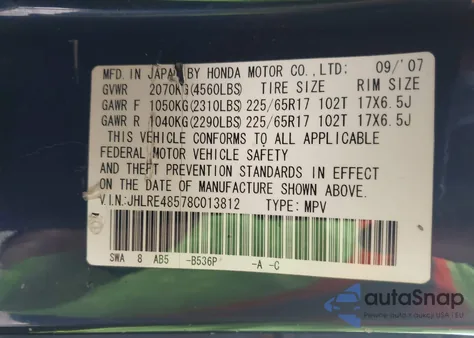 MFD. IN JAPAN BY HONDA MOTOR CO.,LTD: 09/'07
GVWR 2070KG(4560LBS) TIRE SIZE RIM SIZE
GAWR F 1050KG(2310LBS) 225/65R17 102T 17X6.5J
GAWR R 1040KG(2290LBS) 225/65R17 102T 17X6.5J
THIS VEHICLE CONFORMS TO ALL APPLICABLE
FEDERAL MOTOR VEHICLE SAFETY
AND THEFT PREVENTION STANDARDS IN EFFECT
ON THE DATE OF MANUFACTURE SHOWN ABOVE.
V.I.N:JHLRE48578C013812 TYPE: MPV
SWA 8 AB5 -B536P -A -C
autoSnap